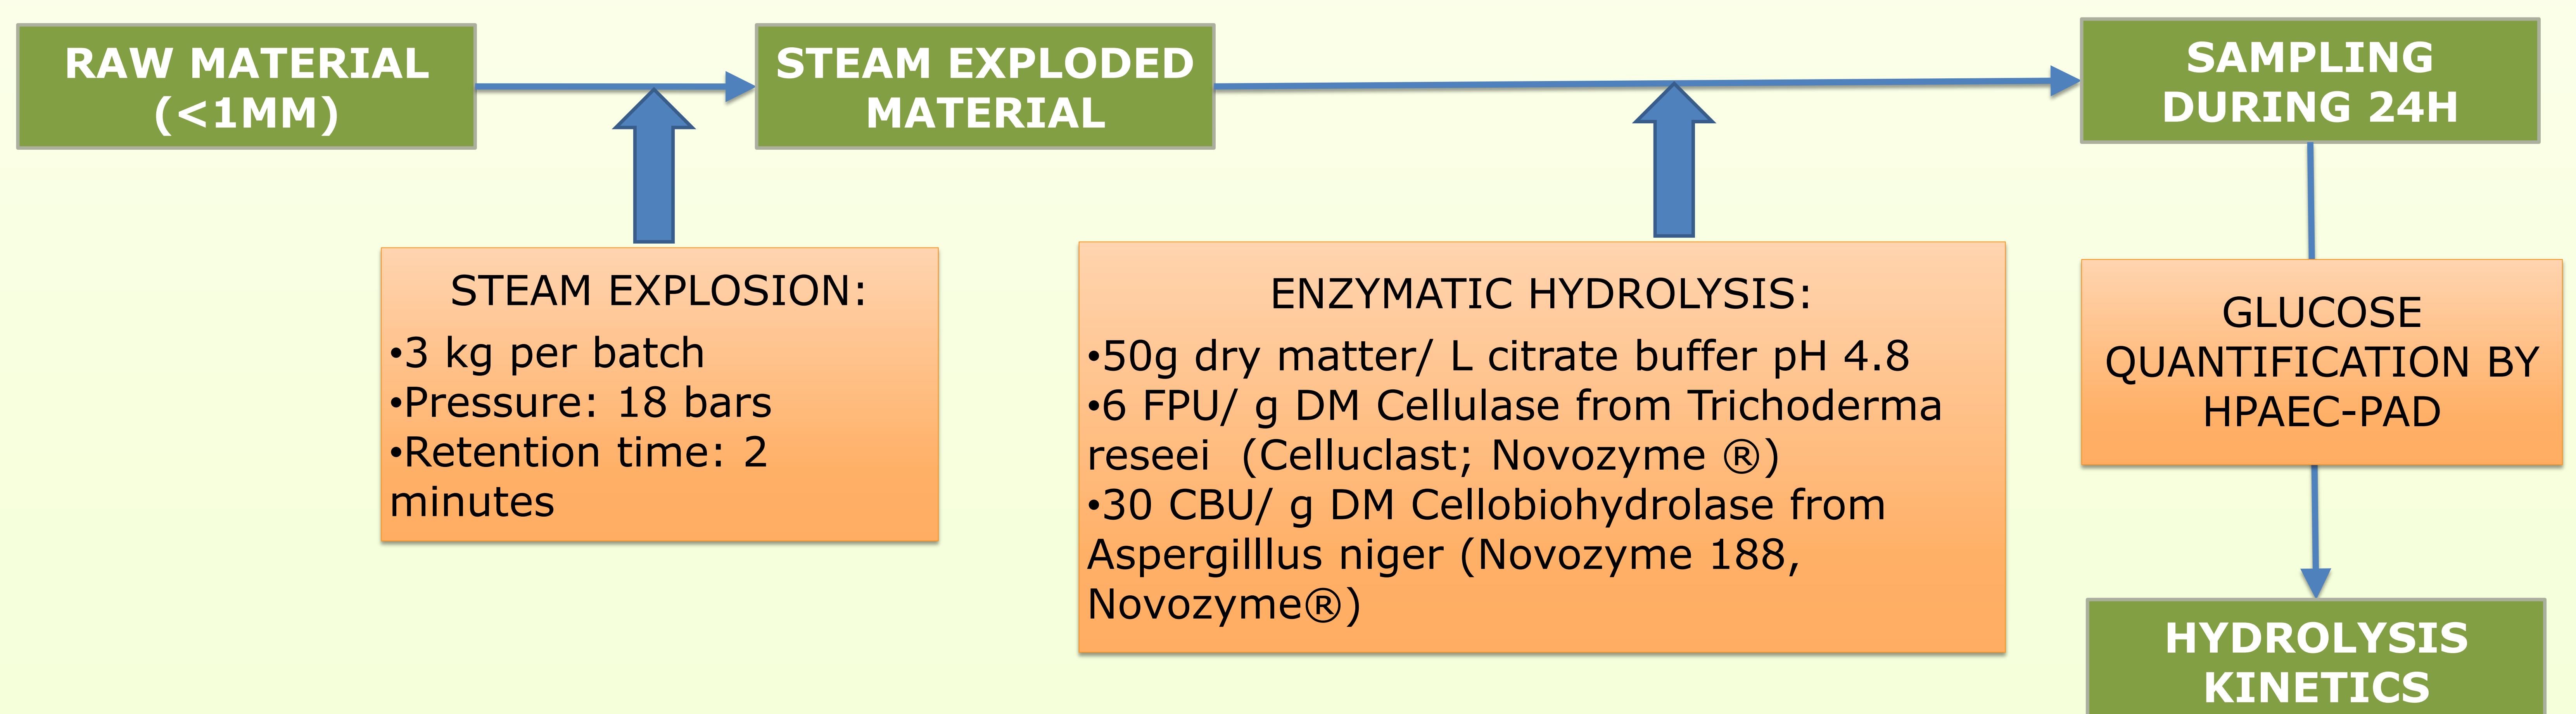 RAW MATERIAL
(<1MM)
STEAM EXPLODED
MATERIAL
SAMPLING
DURING 24H
STEAM EXPLOSION:
•3 kg per batch
•Pressure: 18 bars
•Retention time: 2
minutes
ENZYMATIC HYDROLYSIS:
•50g dry matter/ L citrate buffer pH 4.8
•6 FPU/ g DM Cellulase from Trichoderma
reseei (Celluclast; Novozyme ®)
•30 CBU/ g DM Cellobiohydrolase from
Aspergilllus niger (Novozyme 188,
Novozyme®)
GLUCOSE
QUANTIFICATION BY
HPAEC-PAD
HYDROLYSIS
KINETICS